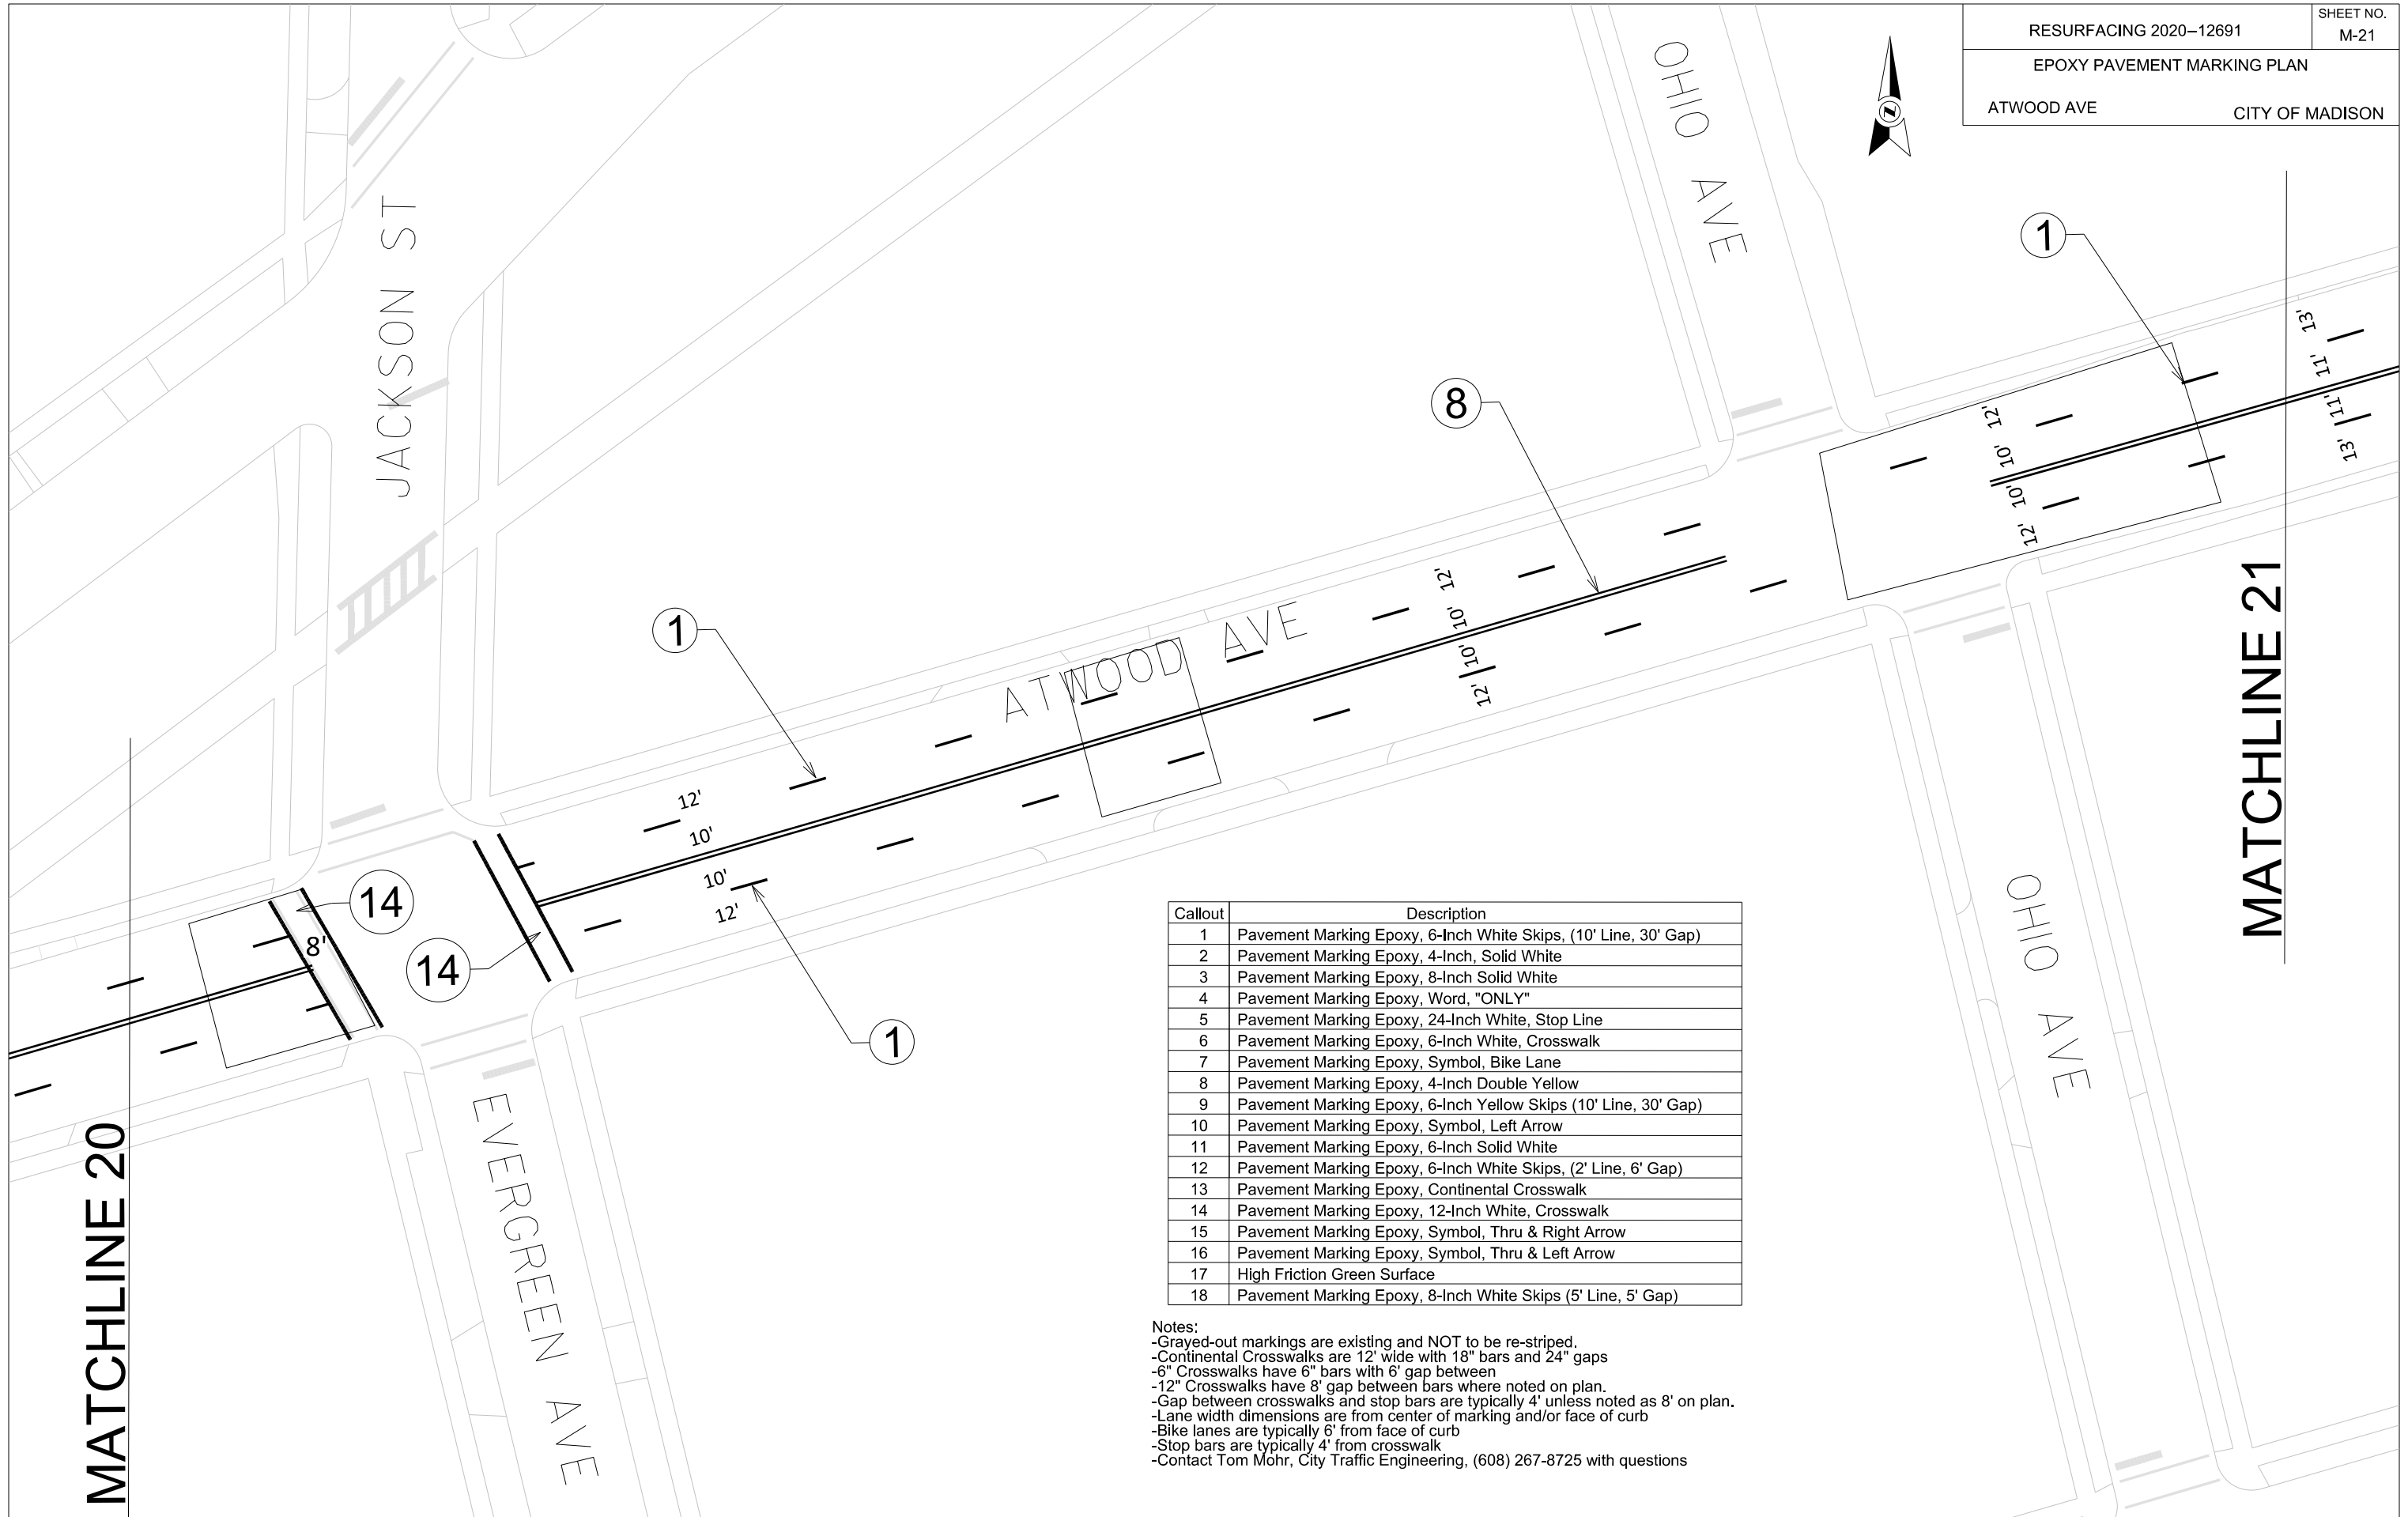 RESURFACING 2020–12691
SHEET NO.
M-21
EPOXY PAVEMENT MARKING PLAN
ATWOOD AVE
CITY OF MADISON
N
OHIO AVE
JACKSON ST
1
8
1
13'
11'
11'
13'
12'
10'
10'
12'
12'
10'
10'
12'
ATWOOD AVE
12'
10'
10'
12'
1
14
14
8'
MATCHLINE 20
MATCHLINE 21
EVERGREEN AVE
OHIO AVE
Callout Description
1 Pavement Marking Epoxy, 6-Inch White Skips, (10' Line, 30' Gap)
2 Pavement Marking Epoxy, 4-Inch, Solid White
3 Pavement Marking Epoxy, 8-Inch Solid White
4 Pavement Marking Epoxy, Word, "ONLY"
5 Pavement Marking Epoxy, 24-Inch White, Stop Line
6 Pavement Marking Epoxy, 6-Inch White, Crosswalk
7 Pavement Marking Epoxy, Symbol, Bike Lane
8 Pavement Marking Epoxy, 4-Inch Double Yellow
9 Pavement Marking Epoxy, 6-Inch Yellow Skips (10' Line, 30' Gap)
10 Pavement Marking Epoxy, Symbol, Left Arrow
11 Pavement Marking Epoxy, 6-Inch Solid White
12 Pavement Marking Epoxy, 6-Inch White Skips, (2' Line, 6' Gap)
13 Pavement Marking Epoxy, Continental Crosswalk
14 Pavement Marking Epoxy, 12-Inch White, Crosswalk
15 Pavement Marking Epoxy, Symbol, Thru & Right Arrow
16 Pavement Marking Epoxy, Symbol, Thru & Left Arrow
17 High Friction Green Surface
18 Pavement Marking Epoxy, 8-Inch White Skips (5' Line, 5' Gap)
Notes:
-Grayed-out markings are existing and NOT to be re-striped.
-Continental Crosswalks are 12' wide with 18" bars and 24" gaps
-6" Crosswalks have 6" bars with 6' gap between
-12" Crosswalks have 8' gap between bars where noted on plan.
-Gap between crosswalks and stop bars are typically 4' unless noted as 8' on plan.
-Lane width dimensions are from center of marking and/or face of curb
-Bike lanes are typically 6' from face of curb
-Stop bars are typically 4' from crosswalk
-Contact Tom Mohr, City Traffic Engineering, (608) 267-8725 with questions